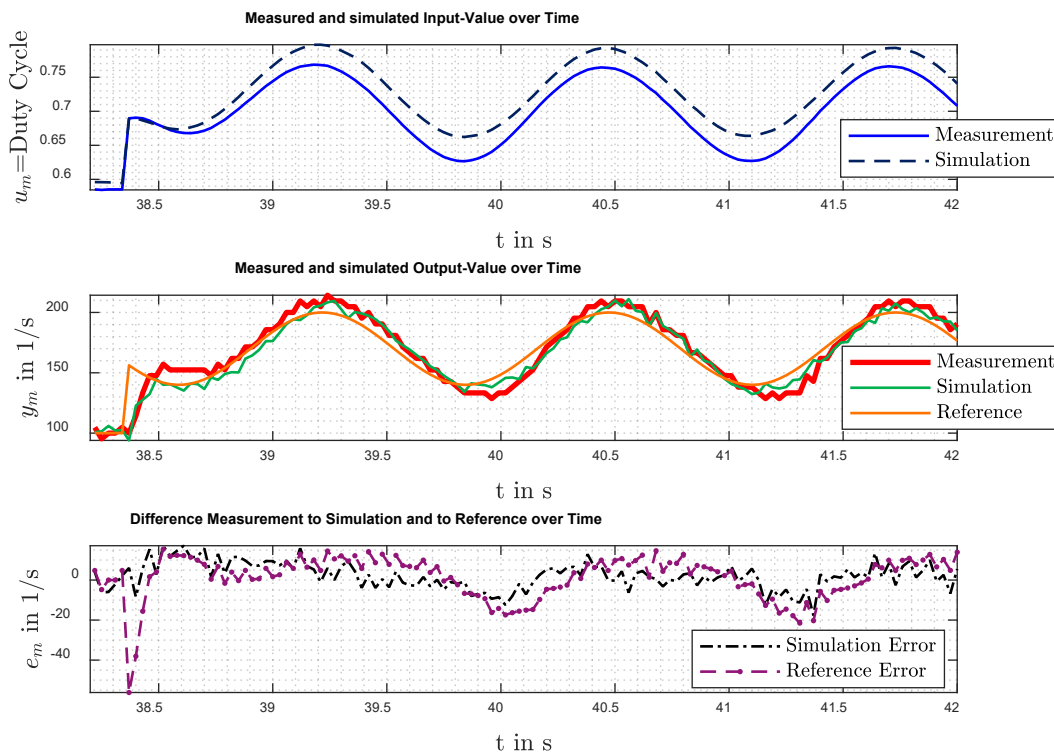 Measured and simulated Input-Value over Time
u_m=Duty Cycle
0.75
0.7
0.65
0.6
Measurement
Simulation
38.5 39 39.5 40 40.5 41 41.5 42
t in s
Measured and simulated Output-Value over Time
y_m in 1/s
200
150
100
Measurement
Simulation
Reference
38.5 39 39.5 40 40.5 41 41.5 42
t in s
Difference Measurement to Simulation and to Reference over Time
e_m in 1/s
0
-20
-40
Simulation Error
Reference Error
38.5 39 39.5 40 40.5 41 41.5 42
t in s